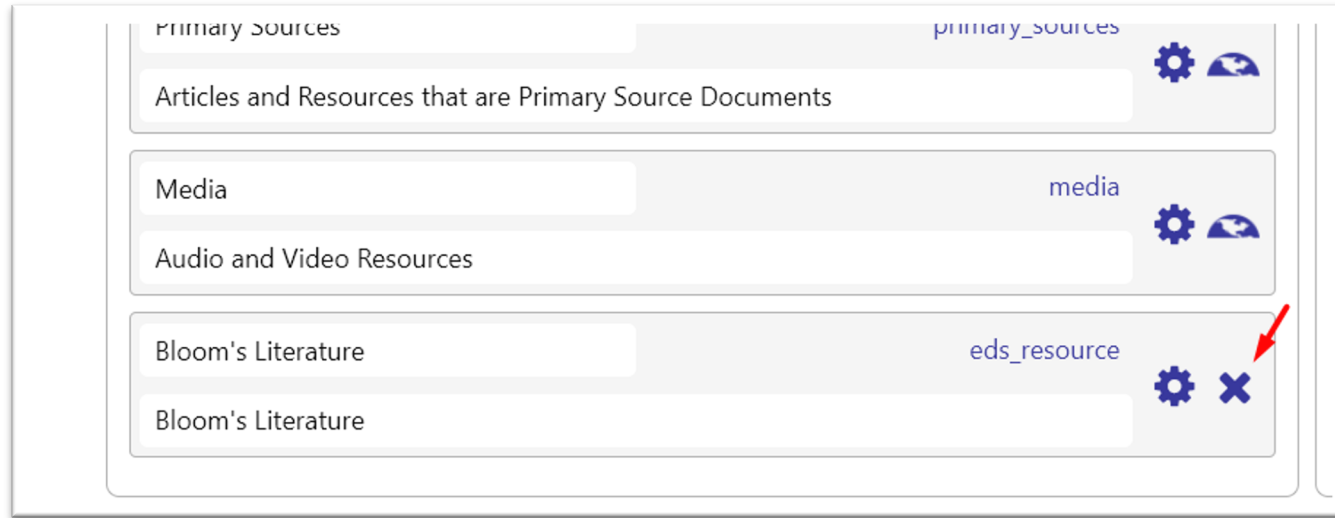 Primary Sources
primary_sources
Articles and Resources that are Primary Source Documents
Media
media
Audio and Video Resources
Bloom's Literature
eds_resource
Bloom's Literature